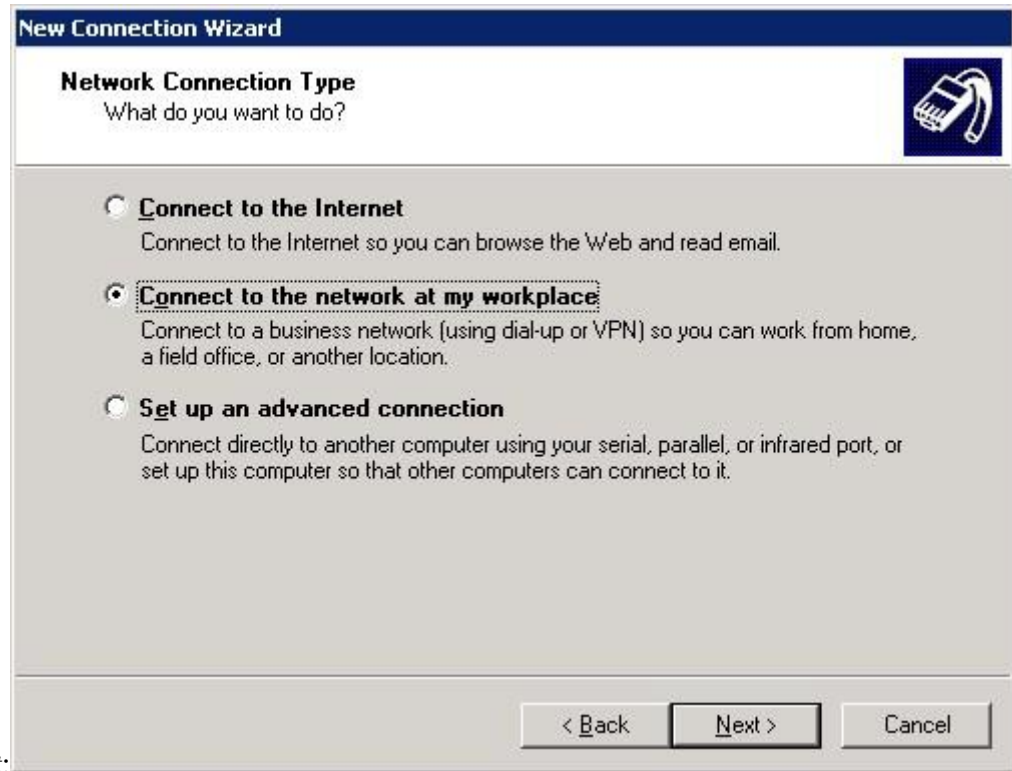 New Connection Wizard
Network Connection Type
What do you want to do?
Connect to the Internet
Connect to the Internet so you can browse the Web and read email.
Connect to the network at my workplace
Connect to a business network (using dial-up or VPN) so you can work from home,
a field office, or another location.
Set up an advanced connection
Connect directly to another computer using your serial, parallel, or infrared port, or
set up this computer so that other computers can connect to it.
< Back Next > Cancel